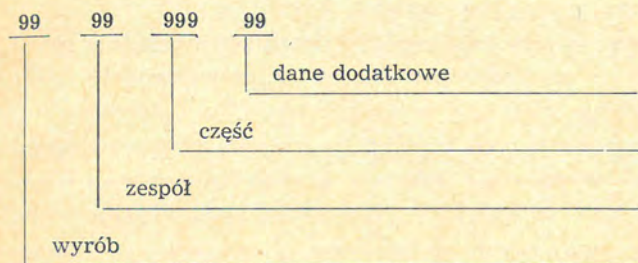 99 99 999 99
dane dodatkowe
część
zespół
wyrób